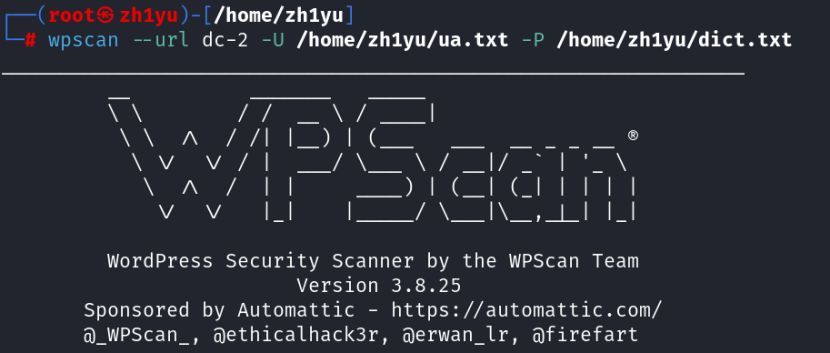 (root㉿zh1yu)-[/home/zh1yu]
# wpscan --url dc-2 -U /home/zh1yu/ua.txt -P /home/zh1yu/dict.txt
WPScan ®
WordPress Security Scanner by the WPScan Team
Version 3.8.25
Sponsored by Automattic - https://automattic.com/
@_WPScan_, @ethicalhack3r, @erwan_lr, @firefart